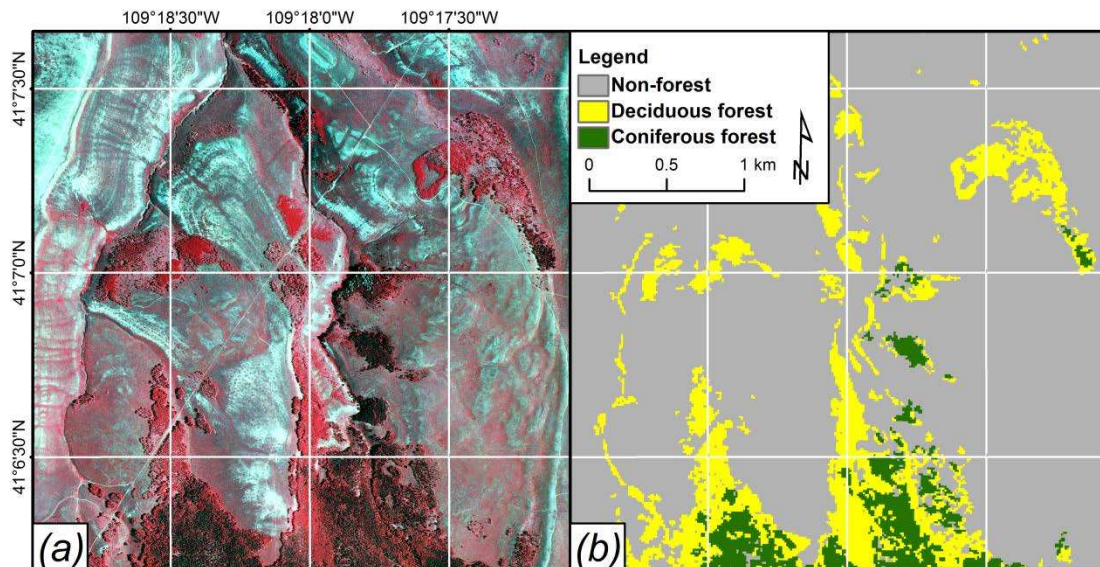 109°18'30"W 109°18'0"W 109°17'30"W
41°7'30"N
41°7'0"N
41°6'30"N
(a)
Legend
Non-forest
Deciduous forest
Coniferous forest
0 0.5 1 km
N
(b)